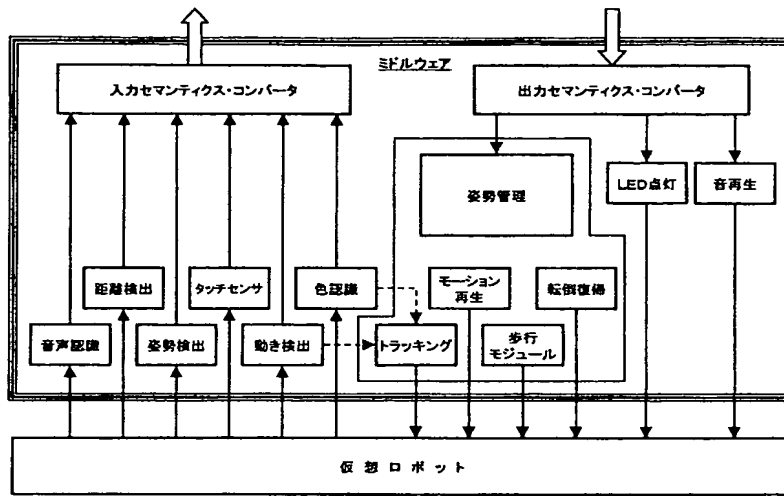 ミドルウェア
入力セマンティクス・コンバータ
出力セマンティクス・コンバータ
姿勢管理
LED点灯
音再生
距離検出
タッチセンサ
色認識
モーション
再生
転倒復帰
音声認識
姿勢検出
動き検出
トラッキング
歩行
モジュール
仮想ロボット